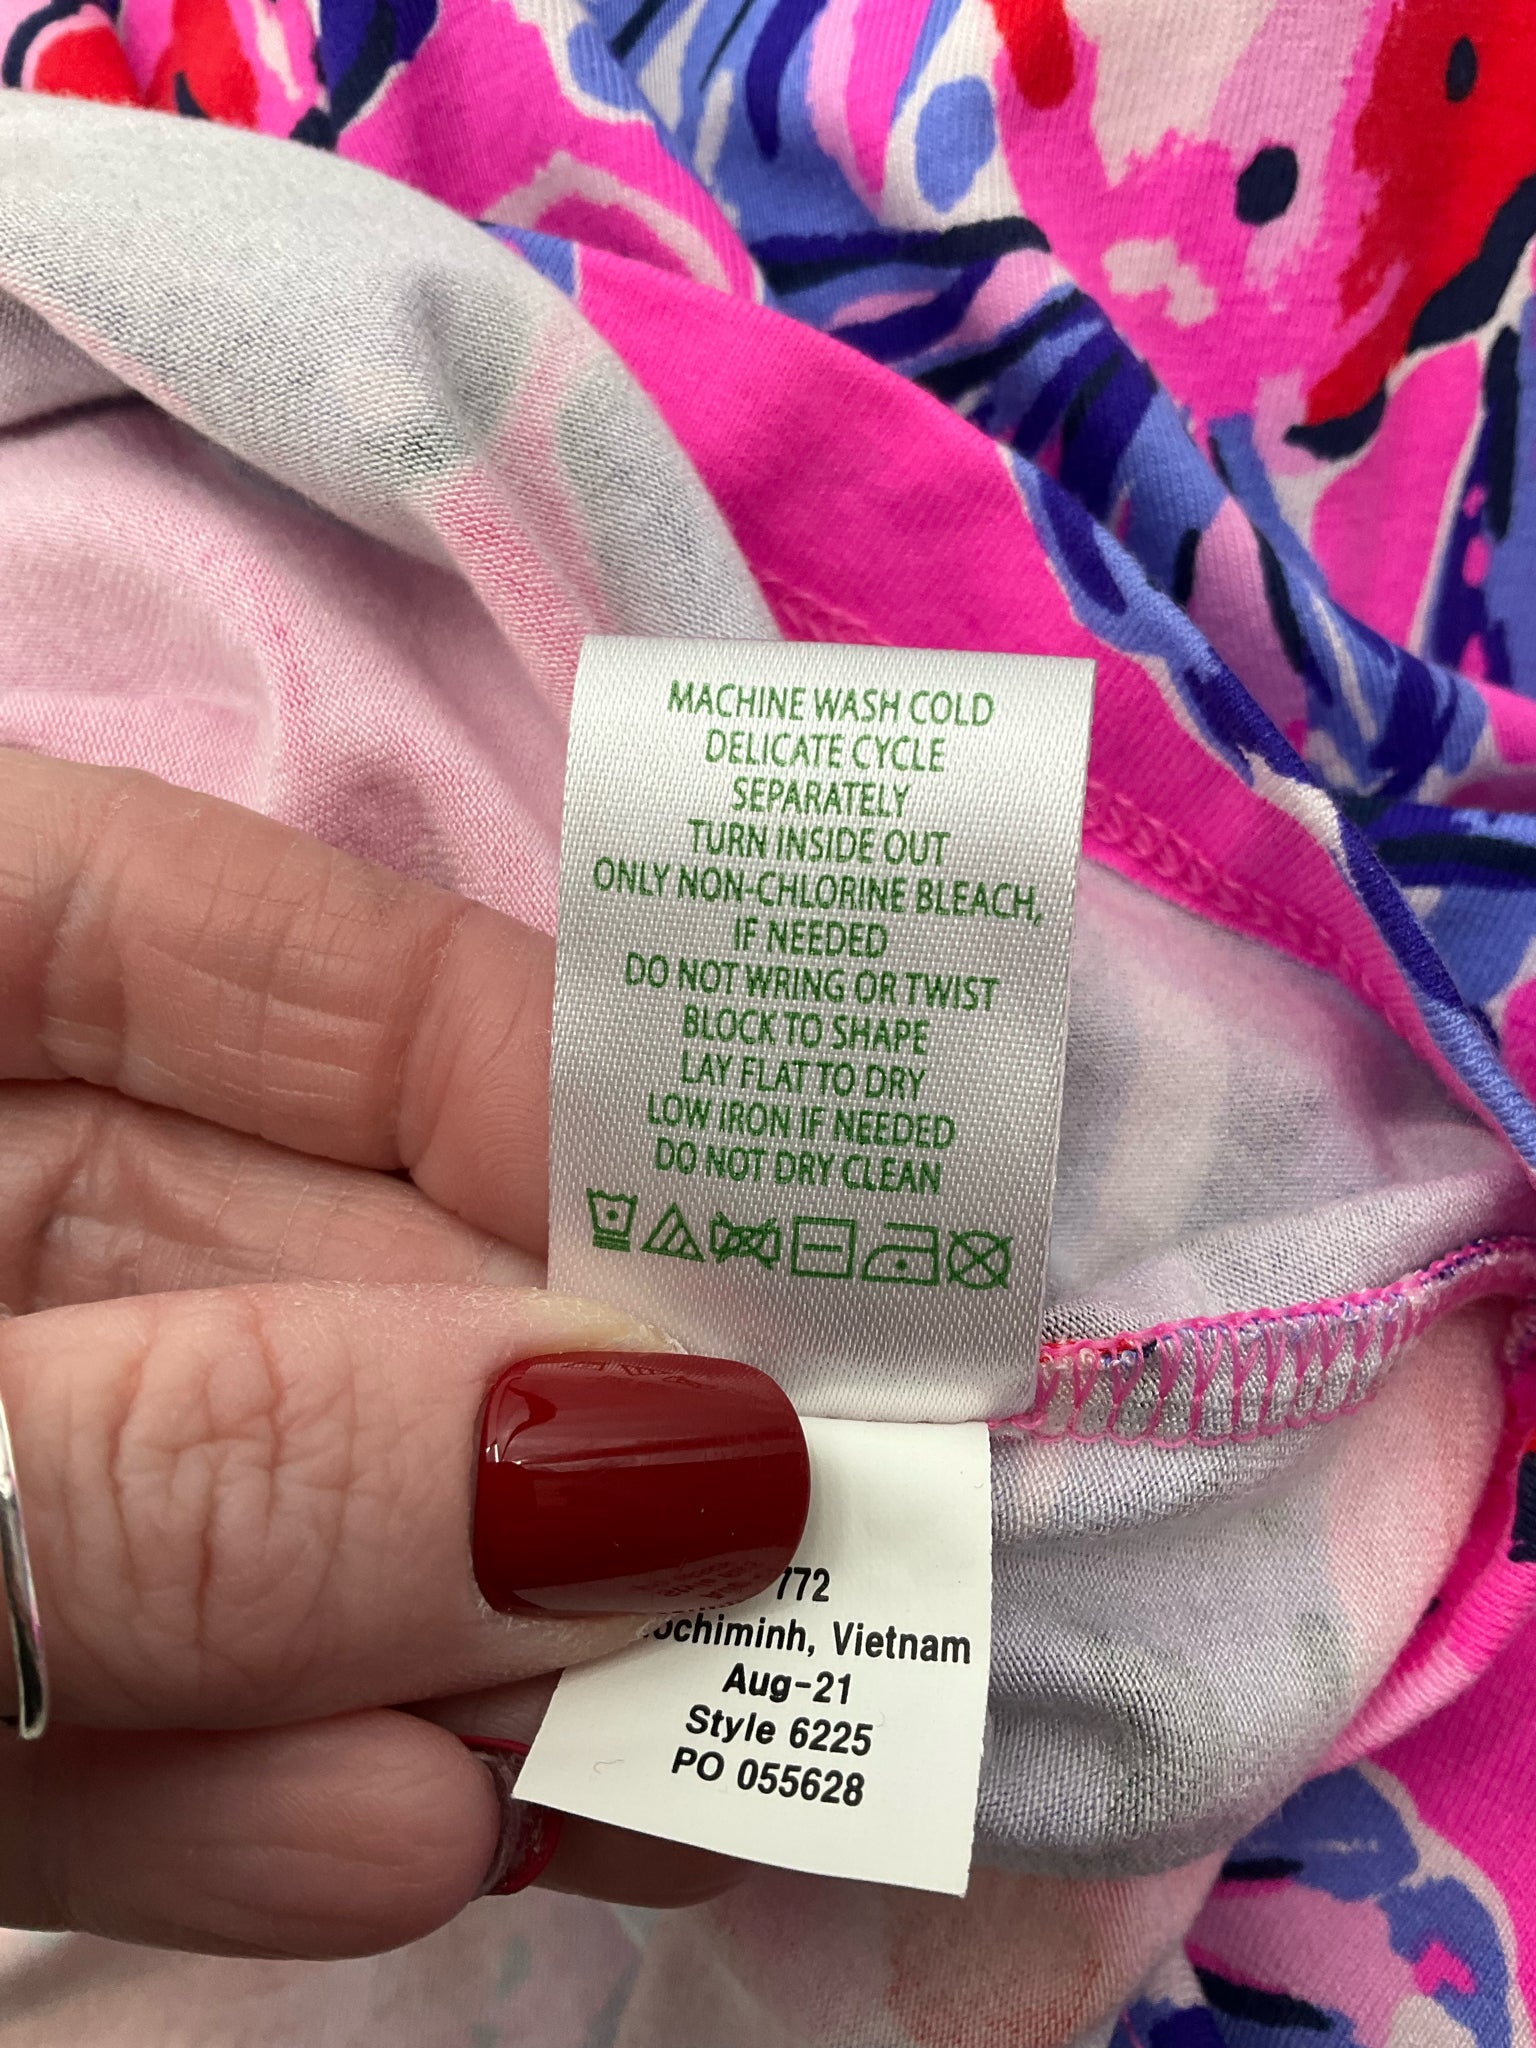 MACHINE WASH COLD
DELICATE CYCLE
SEPARATELY
TURN INSIDE OUT
ONLY NON-CHLORINE BLEACH,
IF NEEDED
DO NOT WRING OR TWIST
BLOCK TO SHAPE
LAY FLAT TO DRY
LOW IRON IF NEEDED
DO NOT DRY CLEAN
772
Vietnam
Aug-21
Style 6225
PO 055628